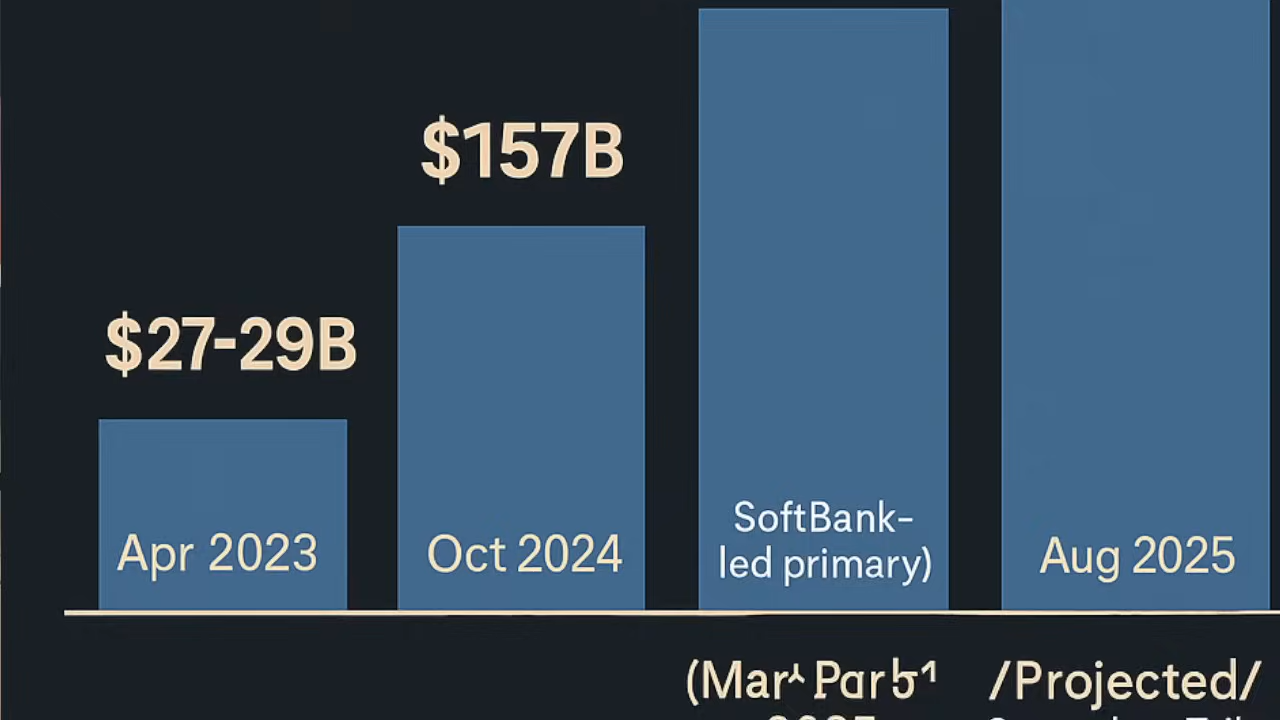 $157B
$27-29B
Apr 2023
Oct 2024
SoftBank-
led primary)
Aug 2025
/Projected/